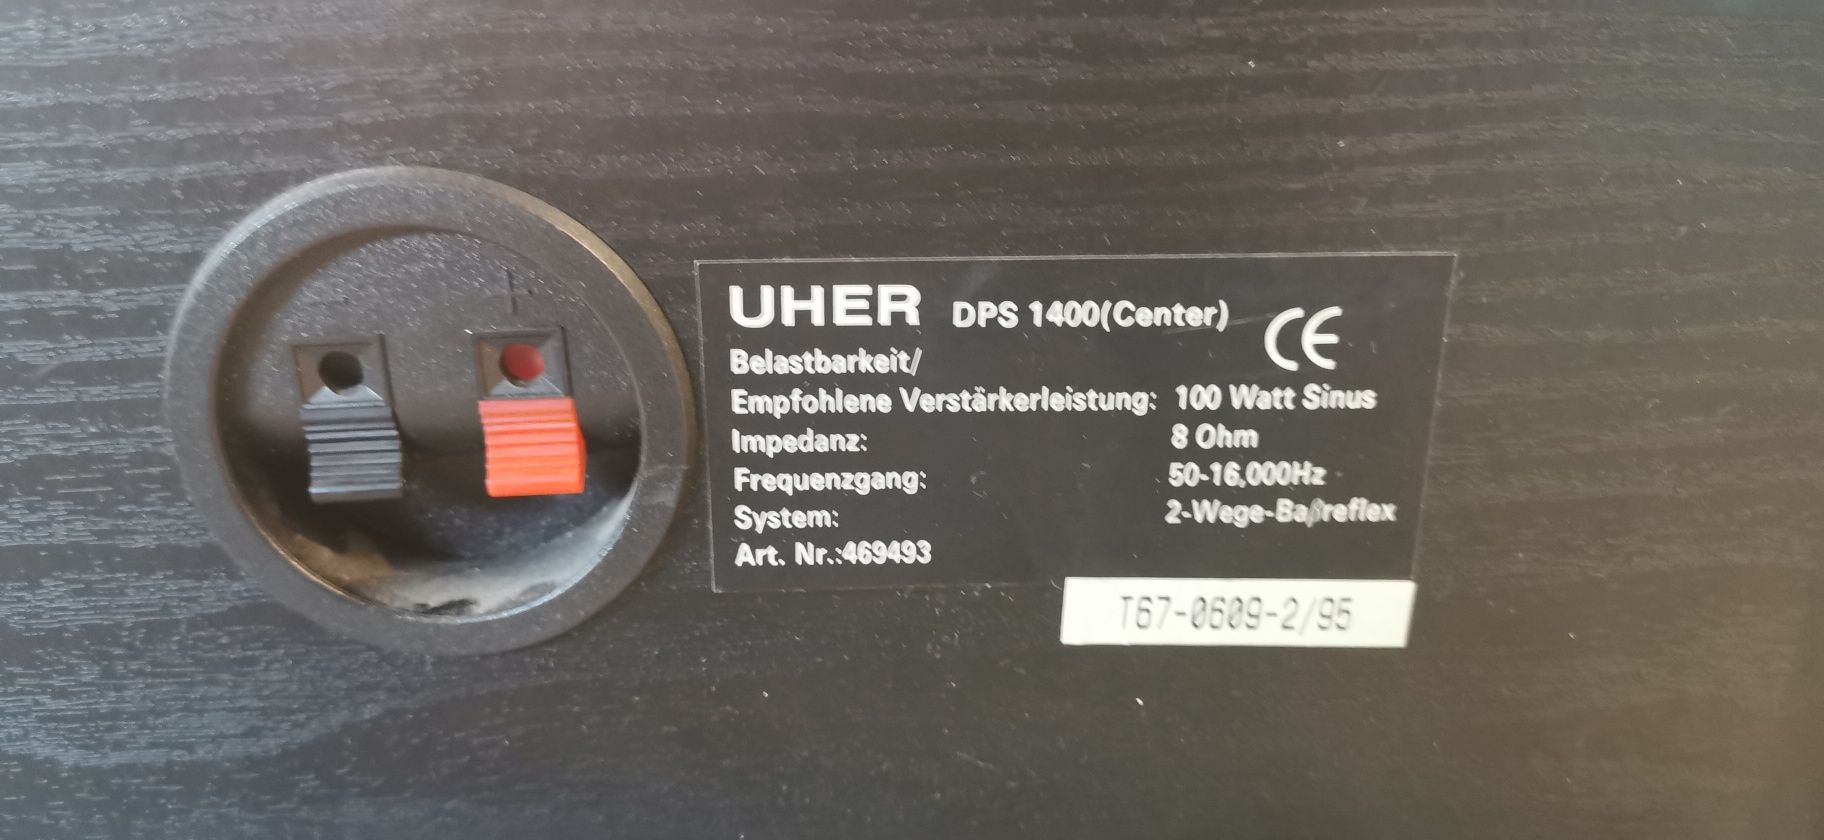 +
UHER DPS 1400(Center) CE
Belastbarkeit/
Empfohlene Verstärkerleistung: 100 Watt Sinus
Impedanz: 8 Ohm
Frequenzgang: 50-16,000Hz
System: 2-Wege-Baßreflex
Art. Nr.:469493
T67-0609-2/95